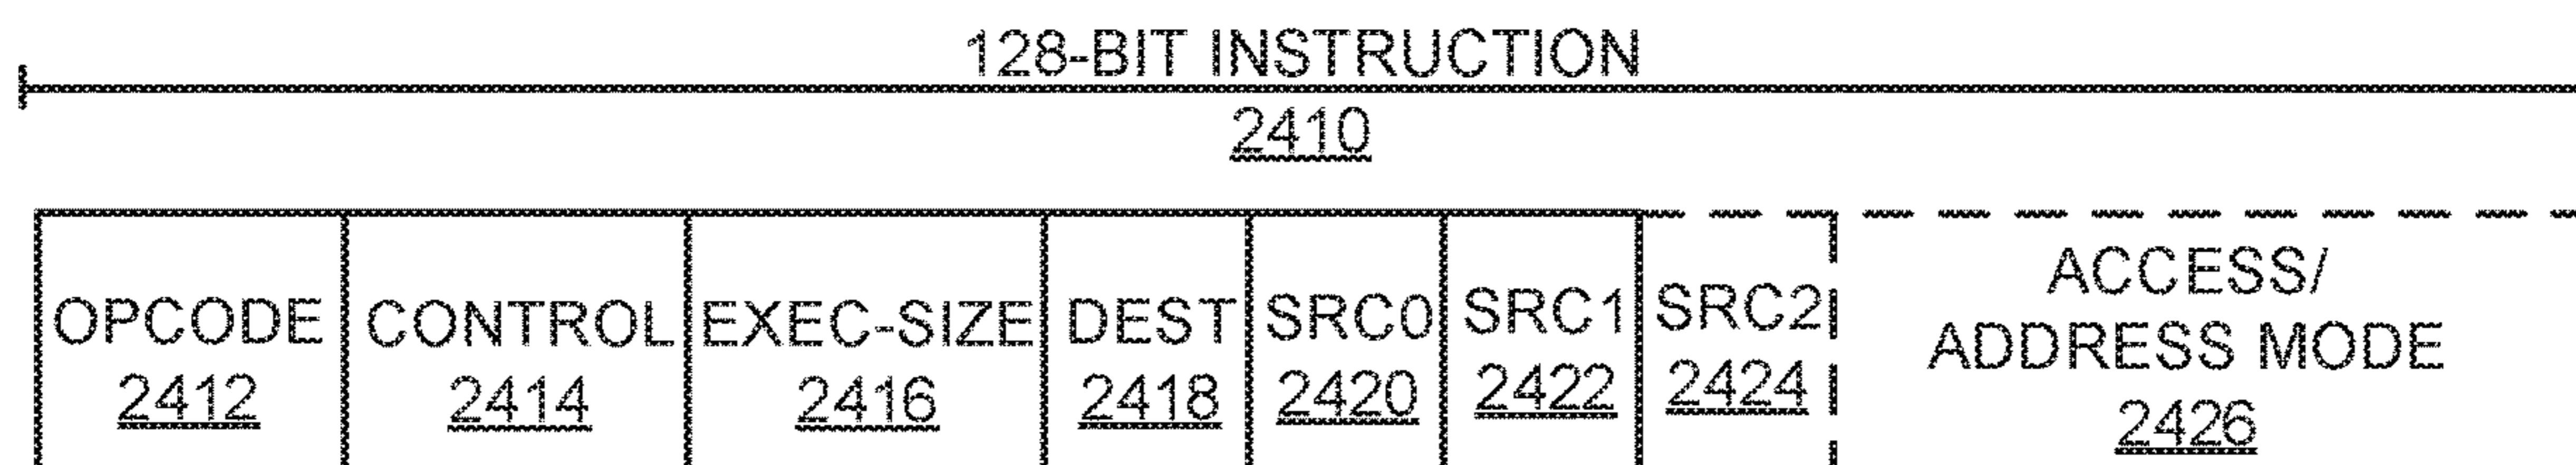 128-BIT INSTRUCTION
2410
OPCODE
2412
CONTROL
2414
EXEC-SIZE
2416
DEST
2418
SRC0
2420
SRC1
2422
SRC2
2424
ACCESS/
ADDRESS MODE
2426